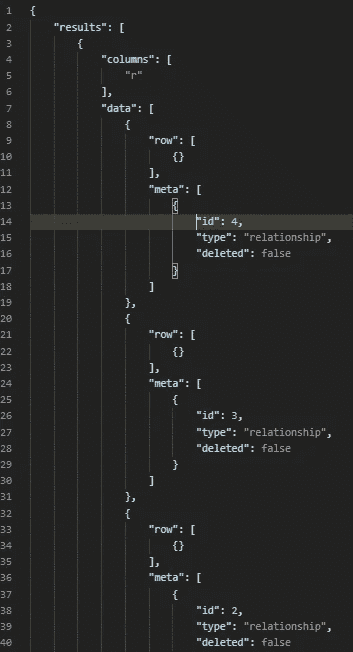 1 {
2     "results": [
3         {
4             "columns": [
5                 "r"
6             ],
7             "data": [
8                 {
9                     "row": [
10                         {}
11                     ],
12                     "meta": [
13                         {
14                             "id": 4,
15                             "type": "relationship",
16                             "deleted": false
17                         }
18                     ]
19                 },
20                 {
21                     "row": [
22                         {}
23                     ],
24                     "meta": [
25                         {
26                             "id": 3,
27                             "type": "relationship",
28                             "deleted": false
29                         }
30                     ]
31                 },
32                 {
33                     "row": [
34                         {}
35                     ],
36                     "meta": [
37                         {
38                             "id": 2,
39                             "type": "relationship",
40                             "deleted": false